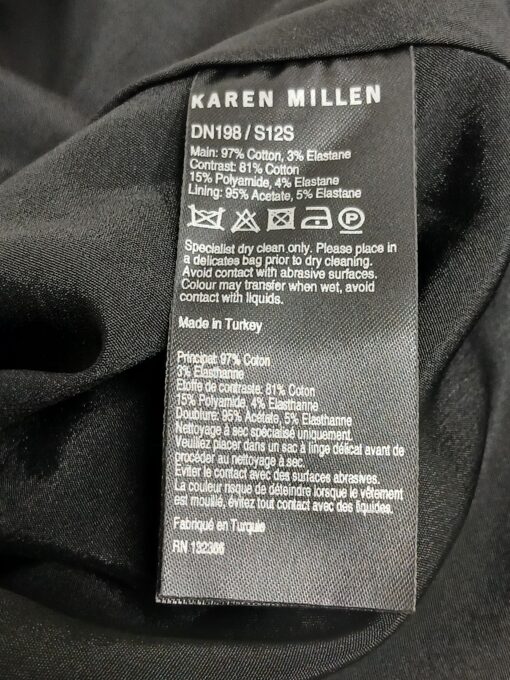 KAREN MILLEN
DN198 / S12S
Main: 97% Cotton, 3% Elastane
Contrast: 81% Cotton
15% Polyamide, 4% Elastane
Lining: 95% Acetate, 5% Elastane
P
Specialist dry clean only. Please place in
a delicates bag prior to dry cleaning.
Avoid contact with abrasive surfaces.
Colour may transfer when wet, avoid
contact with liquids.
Made in Turkey
Principal: 97% Coton
3% Elasthanne
Etoffe de contraste: 81% Coton
15% Polyamide, 4% Elasthanne
Doublure: 95% Acétate, 5% Elasthanne
Nettoyage à sec spécialisé uniquement.
Veuillez placer dans un sac à linge délicat avant de
procéder au nettoyage à sec.
Eviter le contact avec des surfaces abrasives.
La couleur risque de déteindre lorsque le vêtement
est mouillé, évitez tout contact avec des liquides.
Fabriqué en Turquie
RN 132366